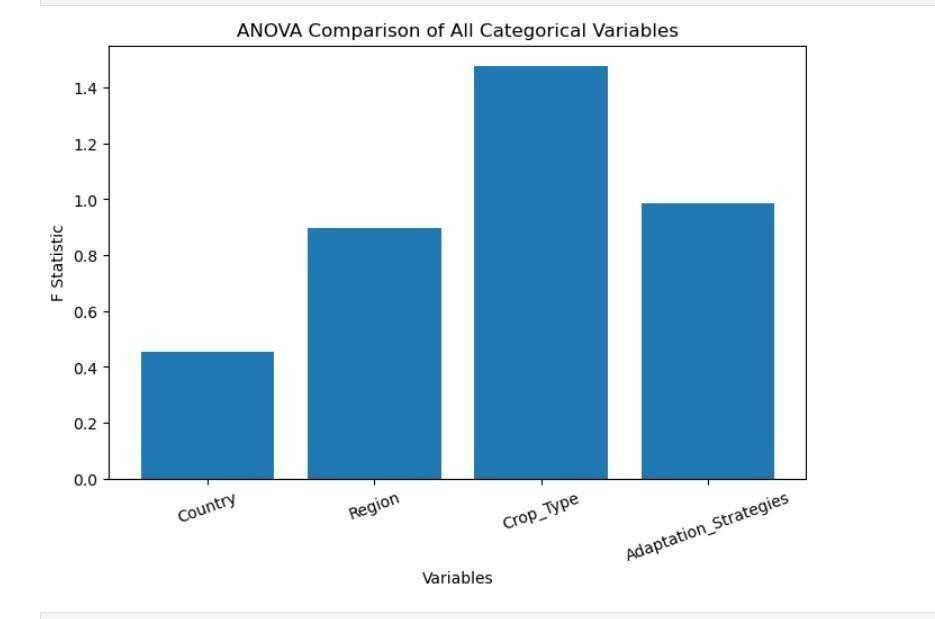 ANOVA Comparison of All Categorical Variables
F Statistic
1.4
1.2
1.0
0.8
0.6
0.4
0.2
0.0
Country
Region
Crop_Type
Adaptation_Strategies
Variables